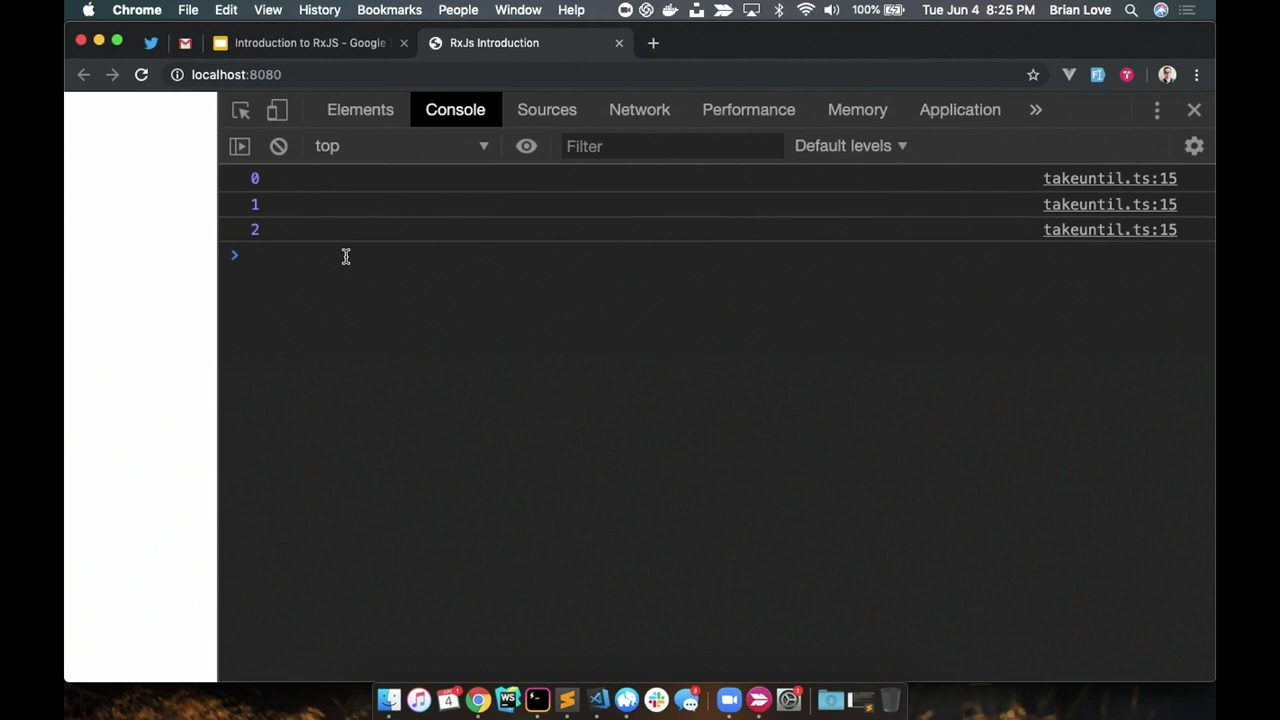 Chrome File Edit View History Bookmarks People Window Help 100% Tue Jun 4 8:25 PM Brian Love
Introduction to RxJS - Google RxJs Introduction
localhost:8080
Elements Console Sources Network Performance Memory Application »
top Filter Default levels
0 takeuntil.ts:15
1 takeuntil.ts:15
2 takeuntil.ts:15
>